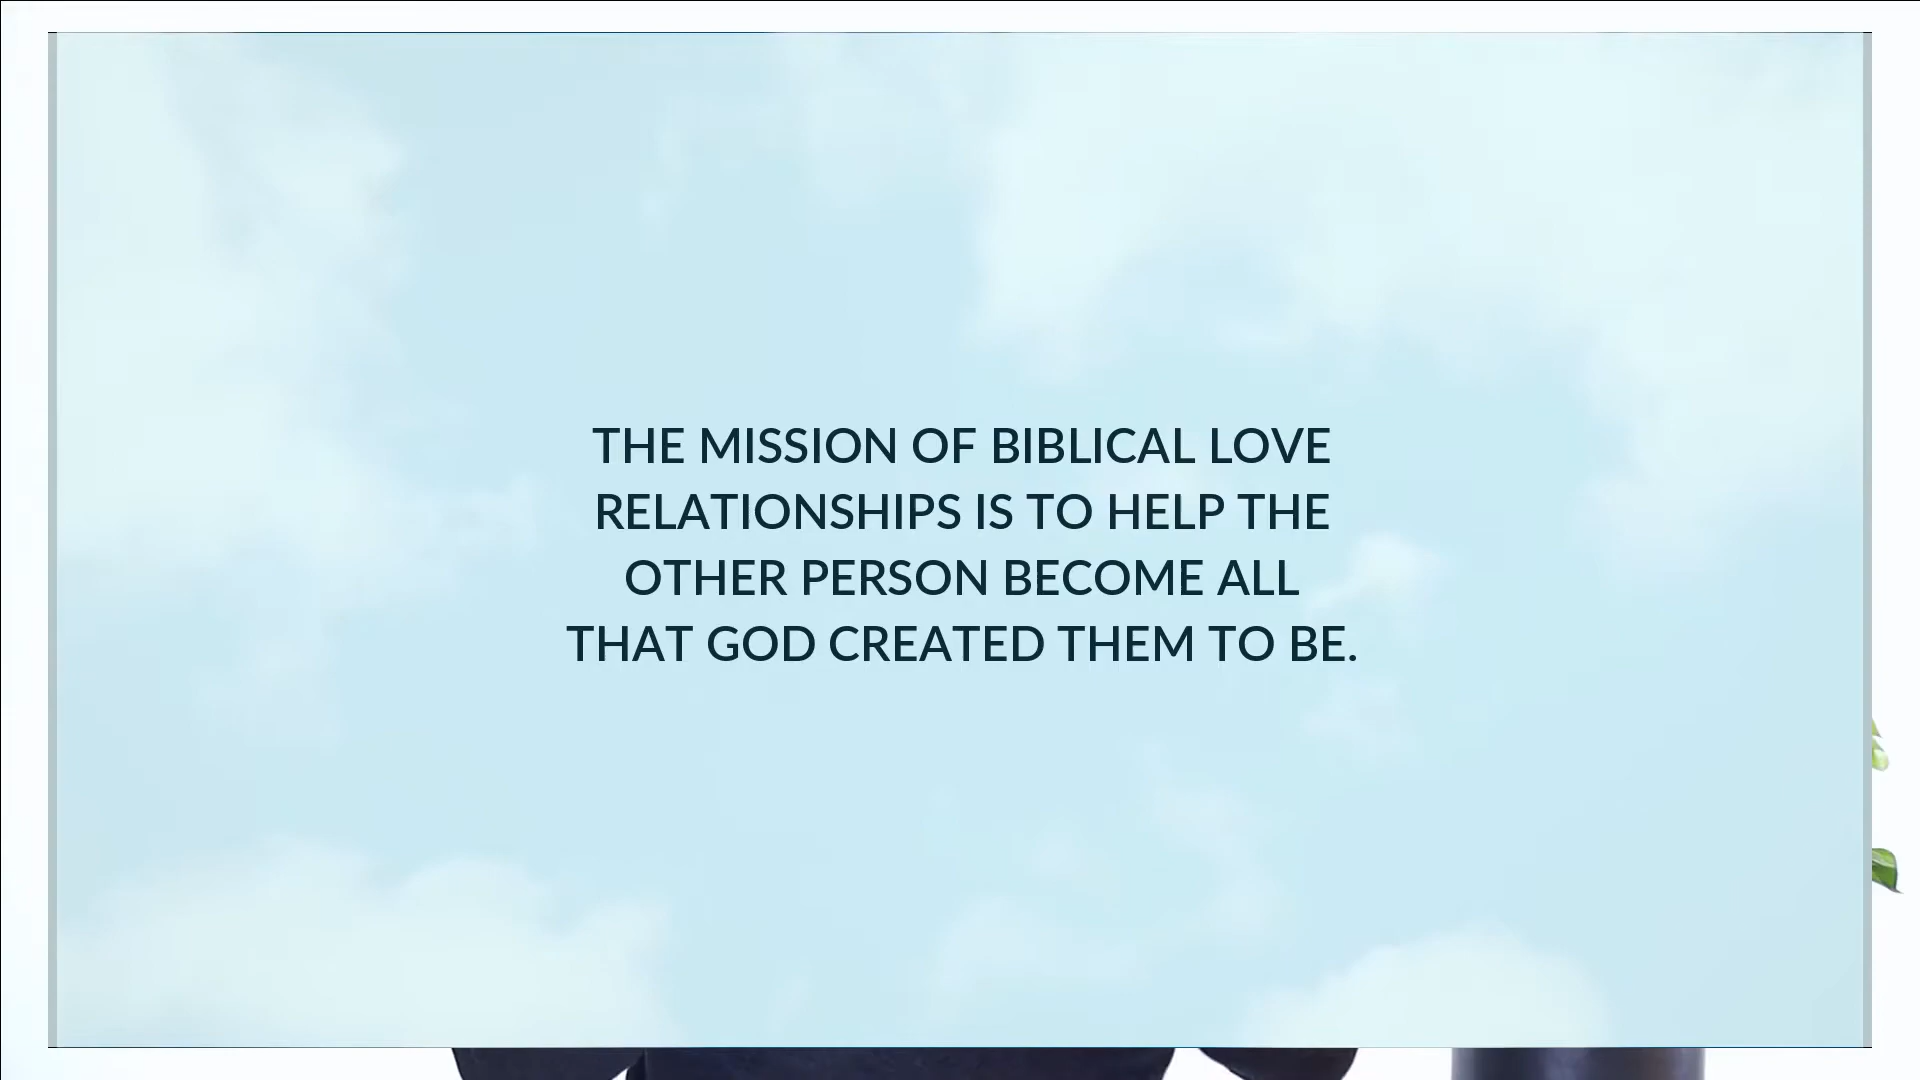 THE MISSION OF BIBLICAL LOVE
RELATIONSHIPS IS TO HELP THE
OTHER PERSON BECOME ALL
THAT GOD CREATED THEM TO BE.